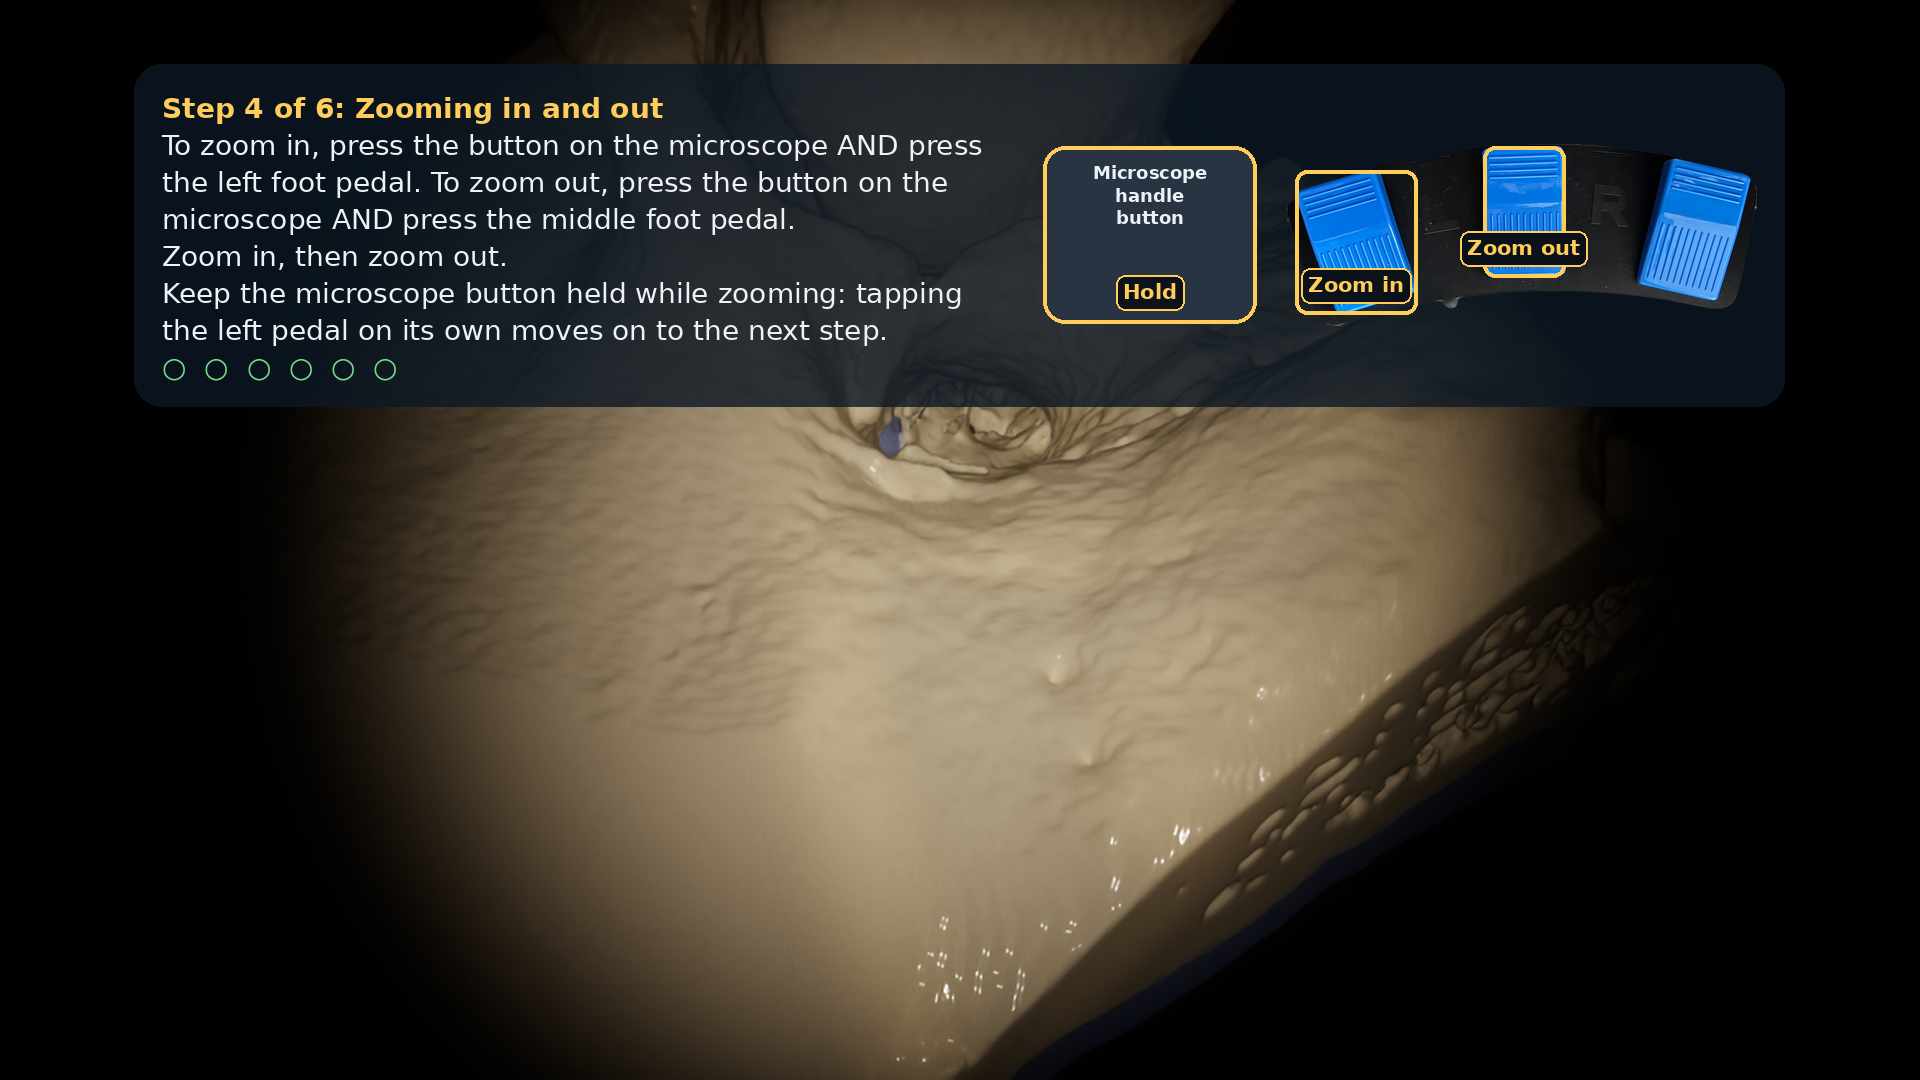 Step 4 of 6: Zooming in and out
To zoom in, press the button on the microscope AND press
the left foot pedal. To zoom out, press the button on the
microscope AND press the middle foot pedal.
Zoom in, then zoom out.
Keep the microscope button held while zooming: tapping
the left pedal on its own moves on to the next step.
Microscope
handle
button
Hold
Zoom in
L
Zoom out
R